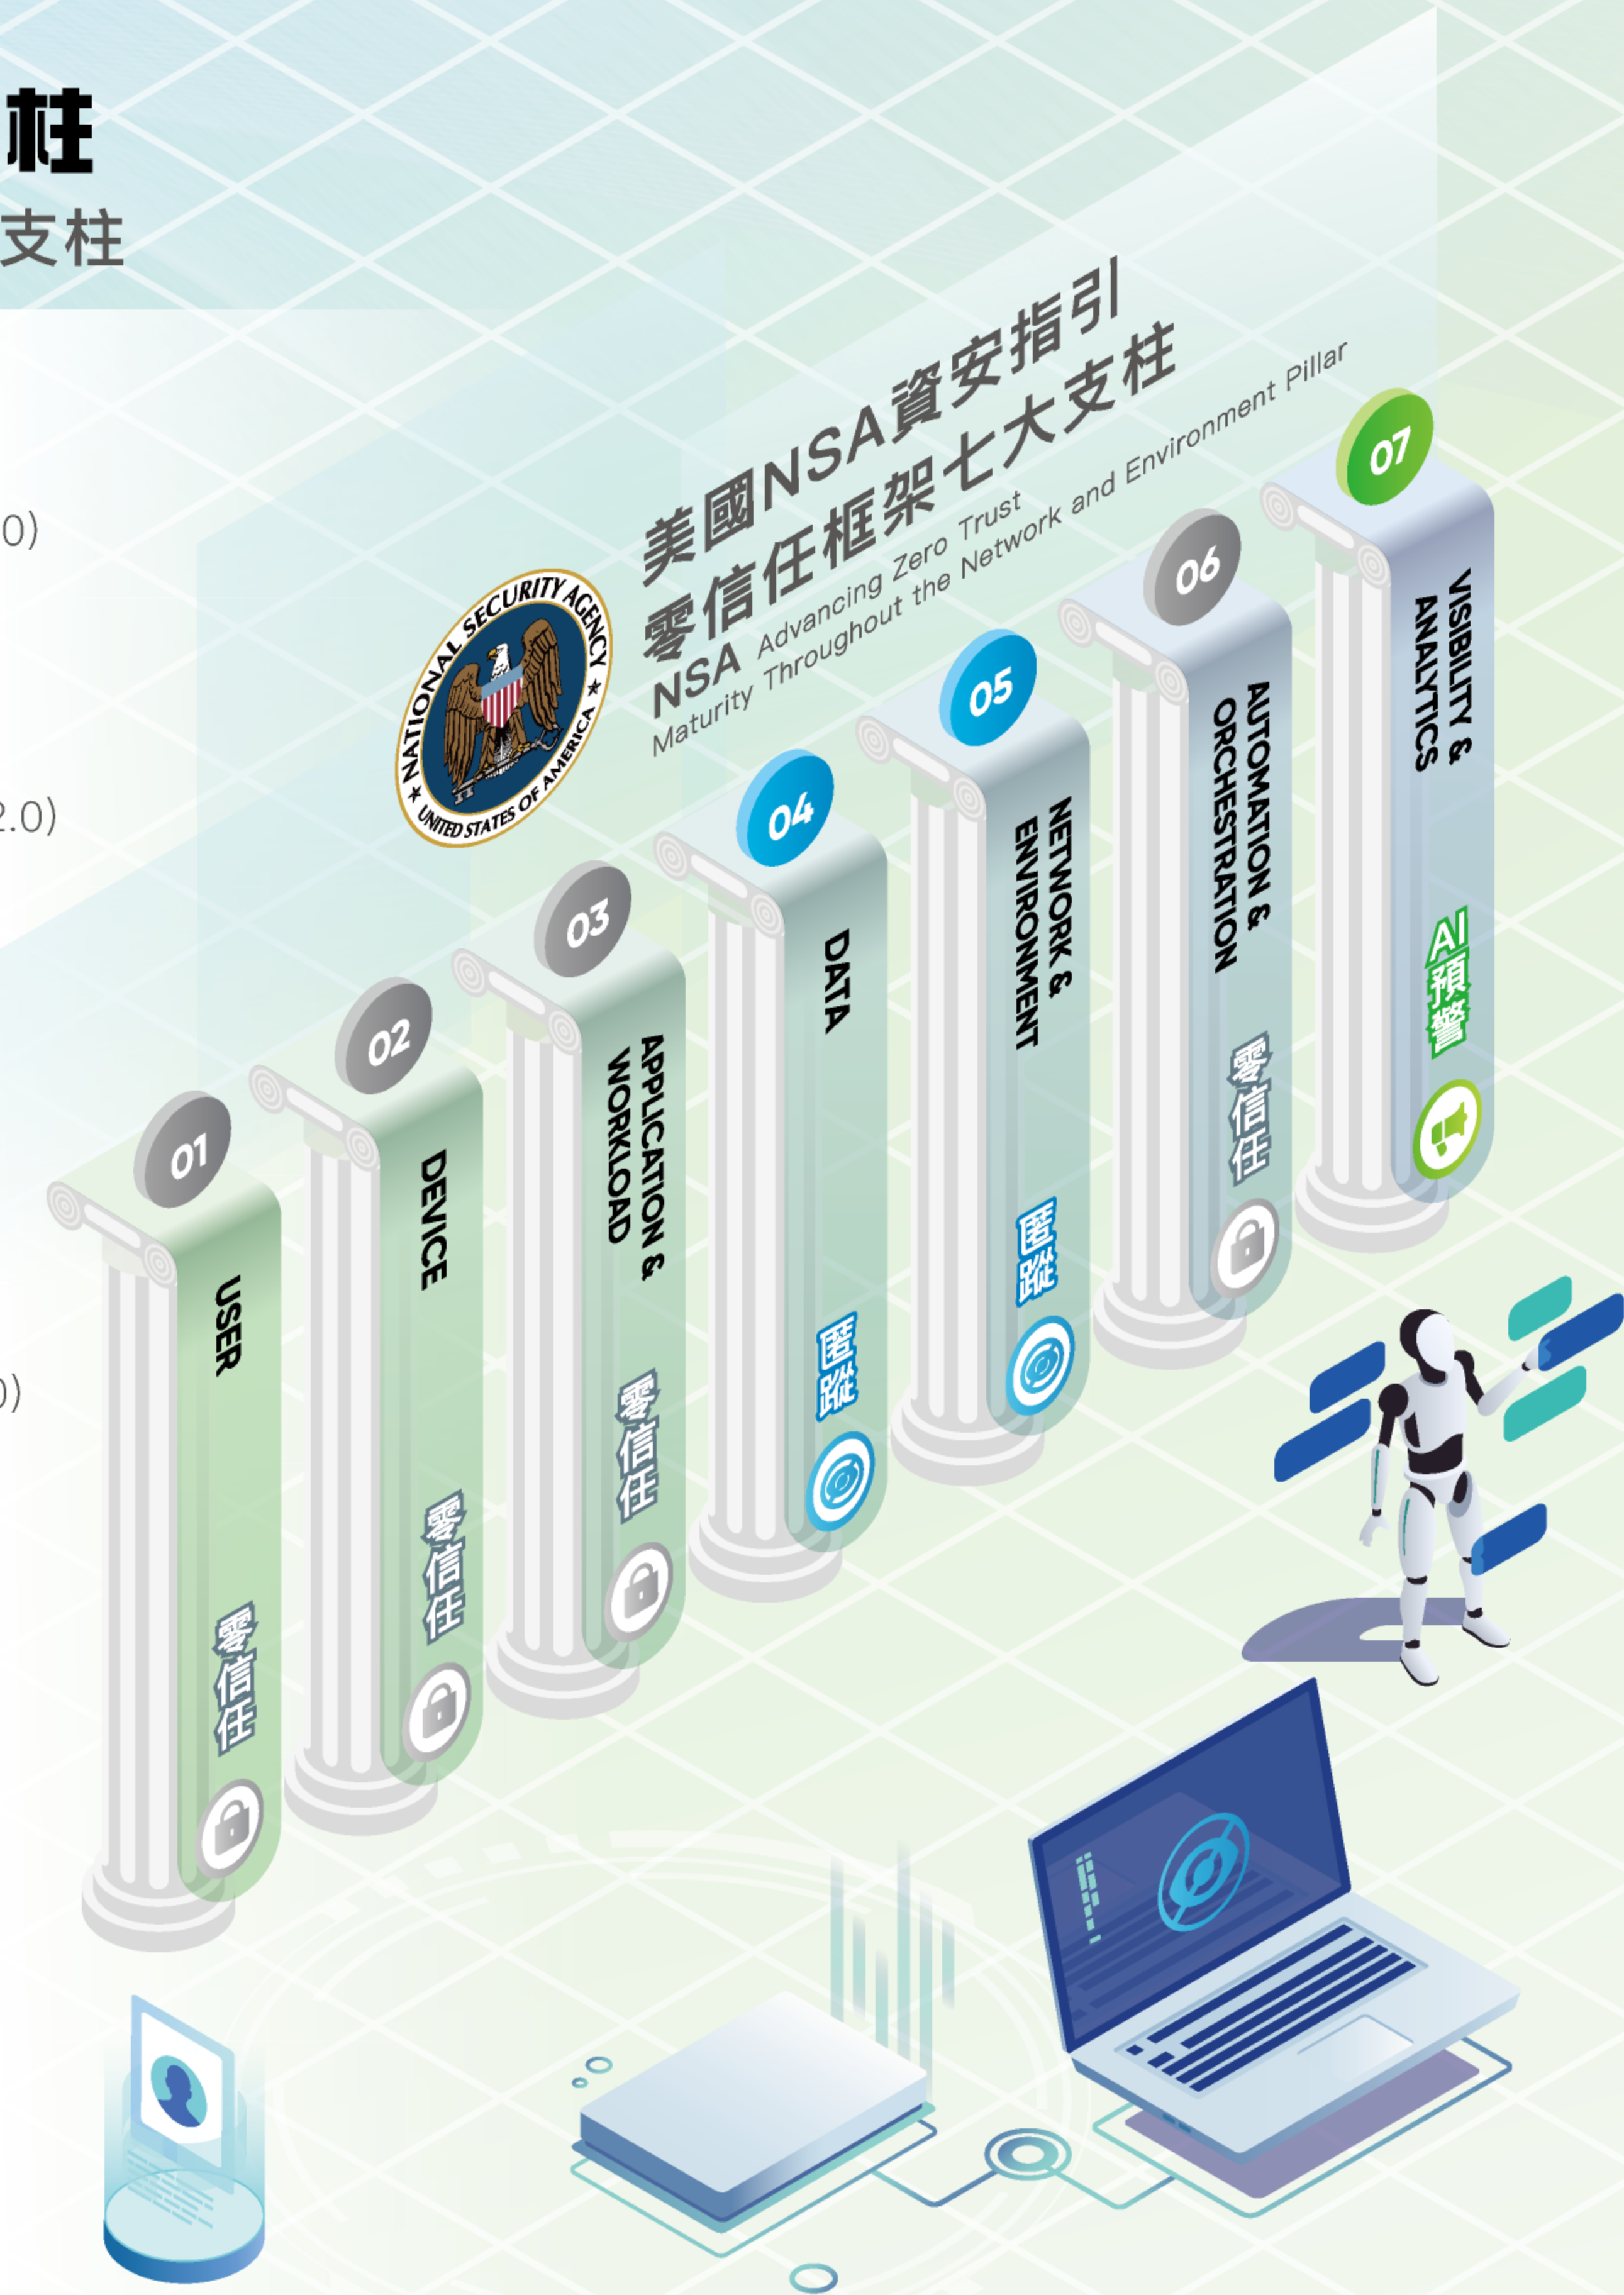 柱
支柱
0)
2.0)
0)
美國NSA資安指引
零信任框架七大支柱
NSA Advancing Zero Trust
Maturity Throughout the Network and Environment Pillar
NATIONAL SECURITY AGENCY
UNITED STATES OF AMERICA
01
USER
零信任
02
DEVICE
零信任
03
APPLICATION &
WORKLOAD
零信任
04
DATA
匿蹤
05
NETWORK &
ENVIRONMENT
匿蹤
06
AUTOMATION &
ORCHESTRATION
零信任
07
VISIBILITY &
ANALYTICS
AI預警